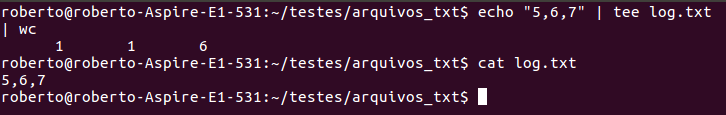 roberto@roberto-Aspire-E1-531:~/testes/arquivos_txt$ echo "5,6,7" | tee log.txt
| wc
      1       1       6
roberto@roberto-Aspire-E1-531:~/testes/arquivos_txt$ cat log.txt
5,6,7
roberto@roberto-Aspire-E1-531:~/testes/arquivos_txt$